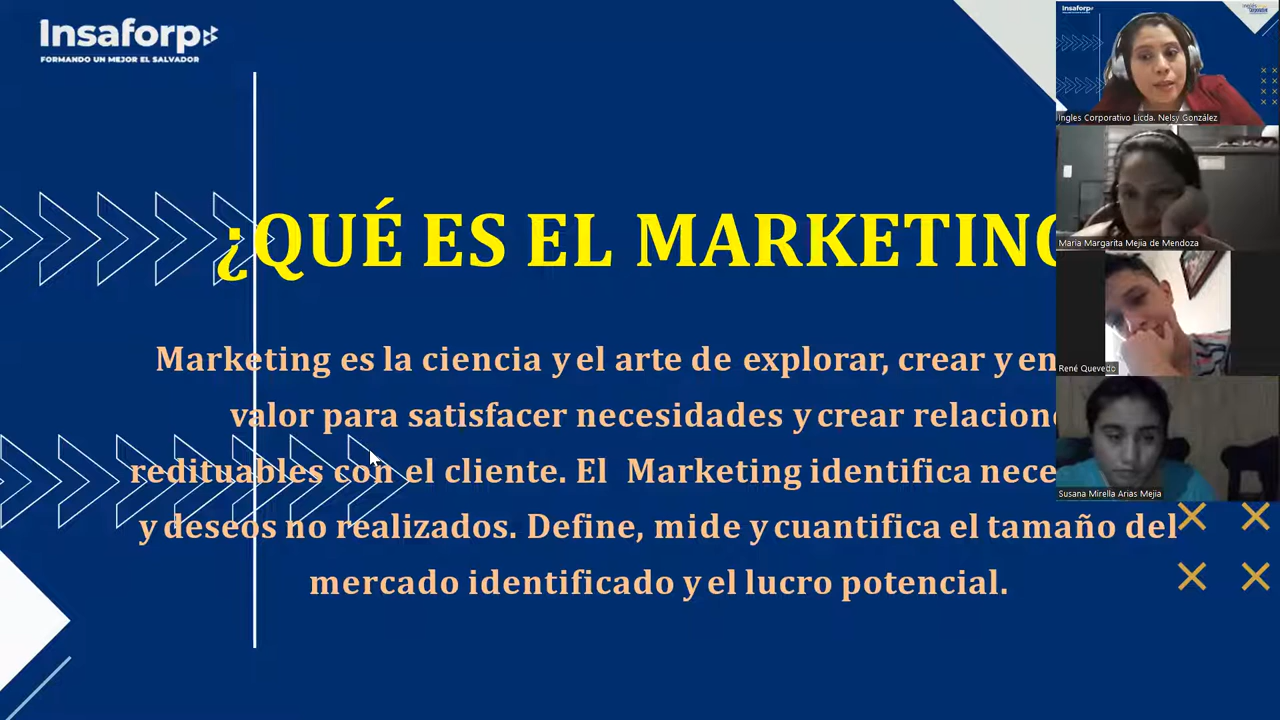 Insaforp
FORMANDO UN MEJOR EL SALVADOR
¿QUÉ ES EL MARKETING
Marketing es la ciencia y el arte de explorar, crear y en
valor para satisfacer necesidades y crear relacione
redituables con el cliente. El Marketing identifica nece
y deseos no realizados. Define, mide y cuantifica el tamaño del
mercado identificado y el lucro potencial.
Insaforp
Ingles Corporativo Licda. Nelsy González
Maria Margarita Mejia de Mendoza
René Quevedo
Susana Mirella Arias Mejia